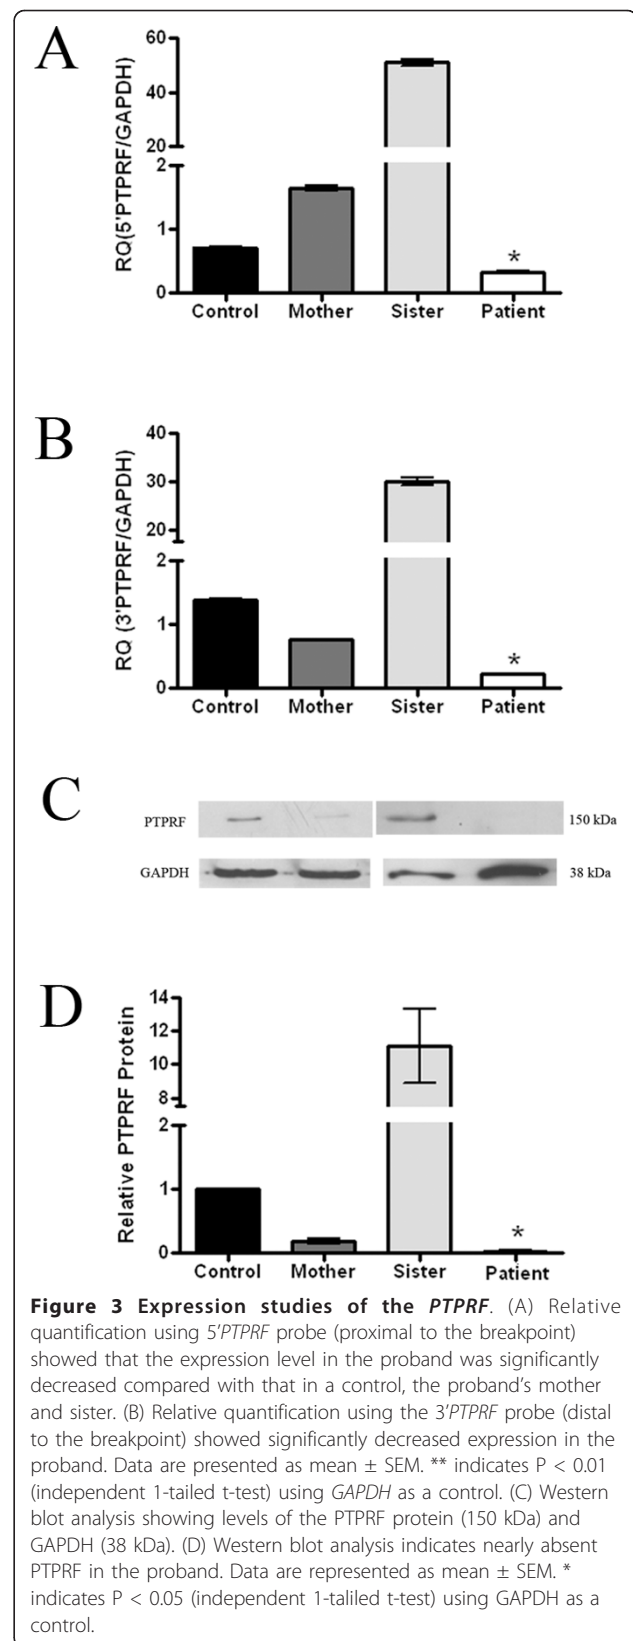 A
RQ(5'PTPRF/GAPDH)
60
40
20
2
1
0
*
Control Mother Sister Patient
B
RQ (3'PTPRF/GAPDH)
40
30
20
2
1
0
*
Control Mother Sister Patient
C
PTPRF 150 kDa
GAPDH 38 kDa
D
Relative PTPRF Protein
14
12
10
8
2
1
0
*
Control Mother Sister Patient
Figure 3 Expression studies of the PTPRF. (A) Relative
quantification using 5'PTPRF probe (proximal to the breakpoint)
showed that the expression level in the proband was significantly
decreased compared with that in a control, the proband's mother
and sister. (B) Relative quantification using the 3'PTPRF probe (distal
to the breakpoint) showed significantly decreased expression in the
proband. Data are presented as mean ± SEM. ** indicates P < 0.01
(independent 1-tailed t-test) using GAPDH as a control. (C) Western
blot analysis showing levels of the PTPRF protein (150 kDa) and
GAPDH (38 kDa). (D) Western blot analysis indicates nearly absent
PTPRF in the proband. Data are represented as mean ± SEM. *
indicates P < 0.05 (independent 1-taliled t-test) using GAPDH as a
control.